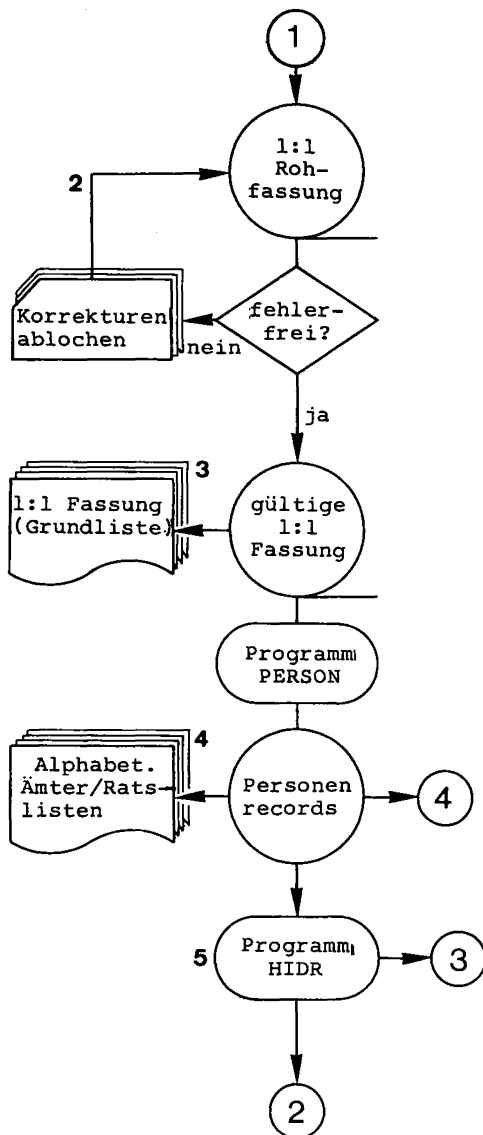 1
1:1
Roh-
fassung
2
Korrekturen
ablochen
nein
fehler-
frei?
ja
3
1:1 Fassung
(Grundliste)
gültige
1:1
Fassung
Programm
PERSON
4
Alphabet.
Ämter/Rats-
listen
Personen
records
4
5
Programm
HIDR
3
2